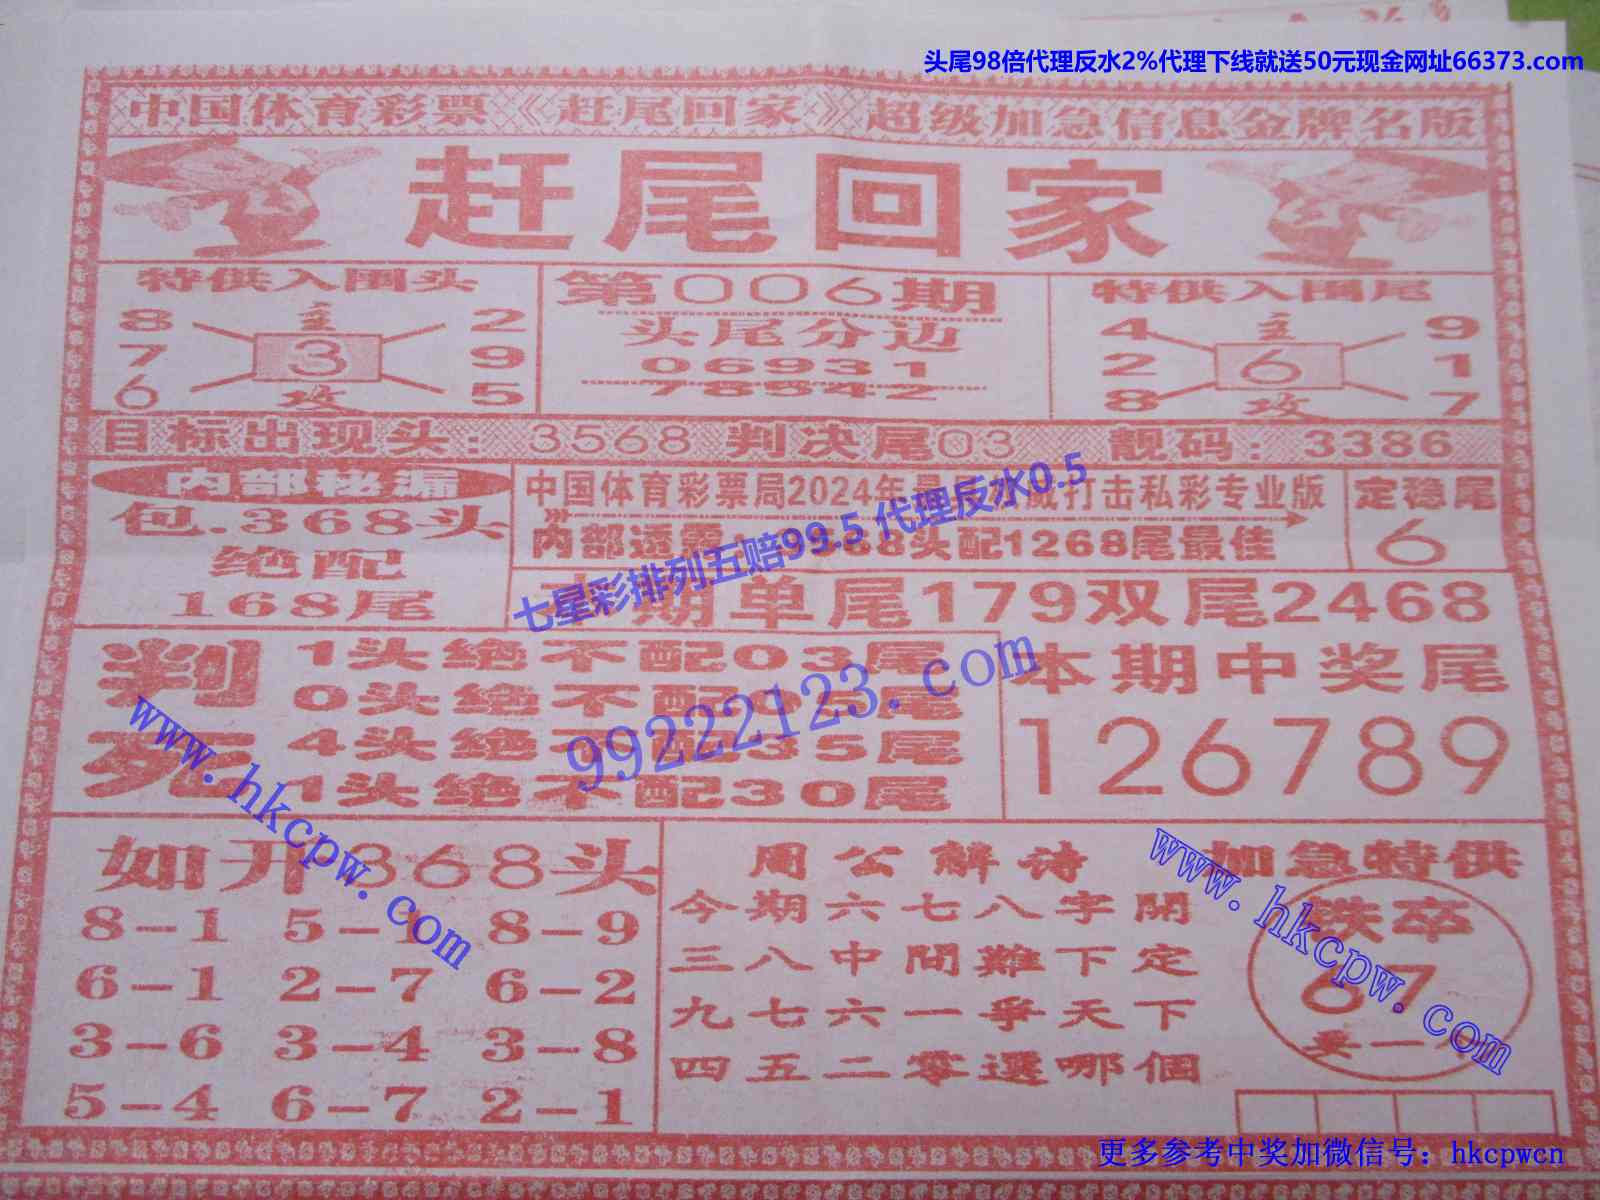 头尾98倍代理反水2%代理下线就送50元现金网址66373.com
中国体育彩票《赶尾回家》超级加急信息金牌名版
赶尾回家
特供入围头
8 主 2
7 3 9
6 攻 5
第006期
头尾分边
06931
78542
特供入围尾
4 主 9
2 6 1
8 攻 7
目标出现头：3568 判决尾03 靓码：3386
内部秘漏
包.368头
绝配
168尾
中国体育彩票局2024年最 威打击私彩专业版
内部透露 68头配1268尾最佳
定稳尾
6
本期单尾179双尾2468
七星彩排列五赔99.5 代理反水0.5
判死
1头绝不配03尾
0头绝不配 尾
4头绝不配35尾
1头绝不配30尾
99222123.com
本期中奖尾
126789
www.hkcpw.com
如开368头
8-1 5-1 8-9
6-1 2-7 6-2
3-6 3-4 3-8
5-4 6-7 2-1
周公解诗
今期六七八字開
三八中間難下定
九七六一爭天下
四五二零選哪個
加急特供
铁卒
67
www.hkcpw.com
更多参考中奖加微信号：hkcpwcn